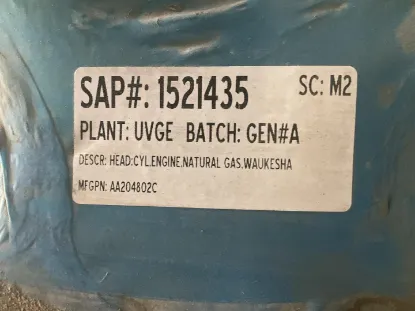 SAP#: 1521435 SC: M2
PLANT: UVGE BATCH: GEN#A
DESCR: HEAD:CYL.ENGINE,NATURAL GAS,WAUKESHA
MFGPN: AA204802C